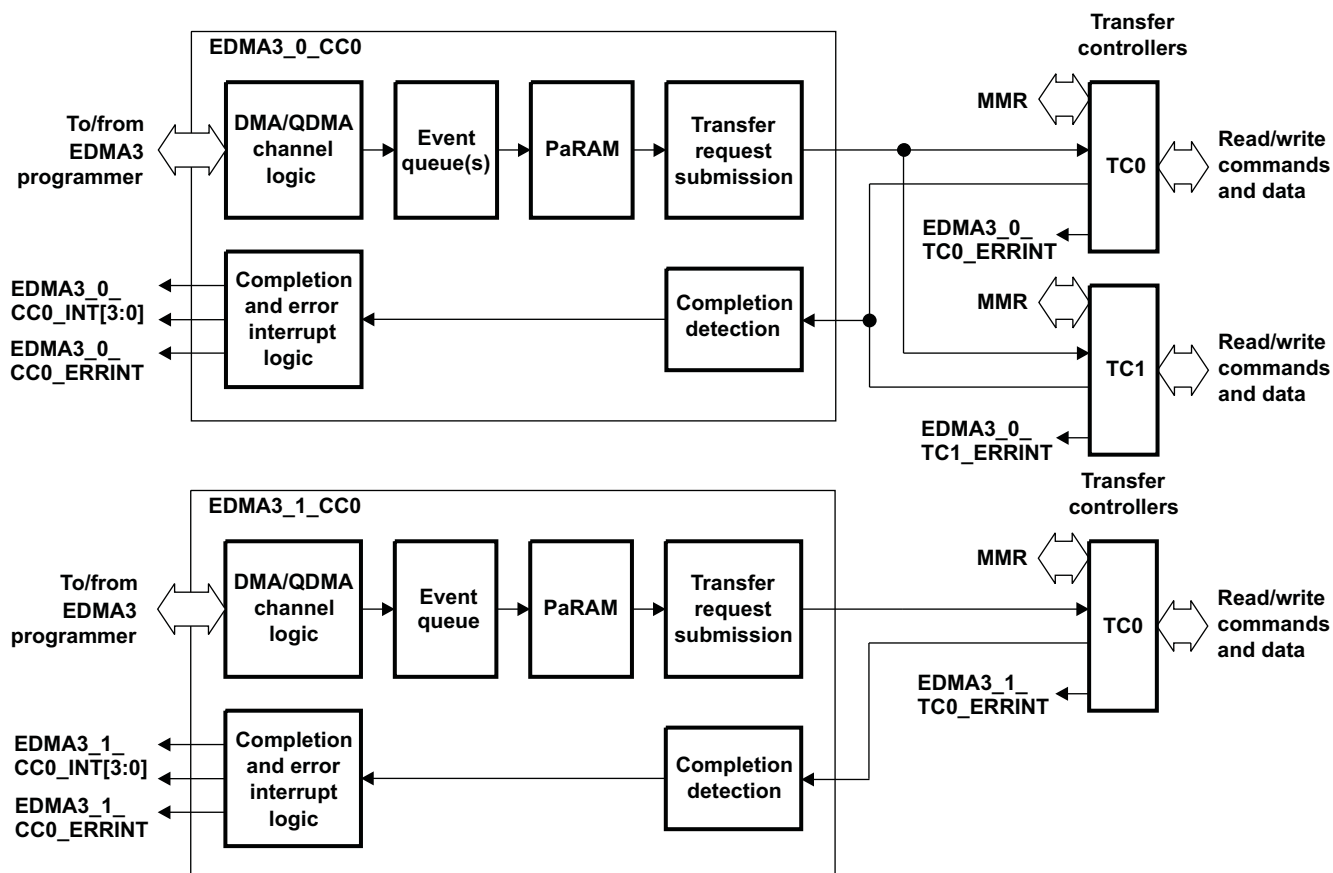 EDMA3_0_CC0
Transfer
controllers
To/from
EDMA3
programmer
DMA/QDMA
channel
logic
Event
queue(s)
PaRAM
Transfer
request
submission
MMR
TC0
Read/write
commands
and data
EDMA3_0_
TC0_ERRINT
EDMA3_0_
CC0_INT[3:0]
EDMA3_0_
CC0_ERRINT
Completion
and error
interrupt
logic
Completion
detection
MMR
TC1
Read/write
commands
and data
EDMA3_0_
TC1_ERRINT
EDMA3_1_CC0
Transfer
controllers
To/from
EDMA3
programmer
DMA/QDMA
channel
logic
Event
queue
PaRAM
Transfer
request
submission
MMR
TC0
Read/write
commands
and data
EDMA3_1_
TC0_ERRINT
EDMA3_1_
CC0_INT[3:0]
EDMA3_1_
CC0_ERRINT
Completion
and error
interrupt
logic
Completion
detection